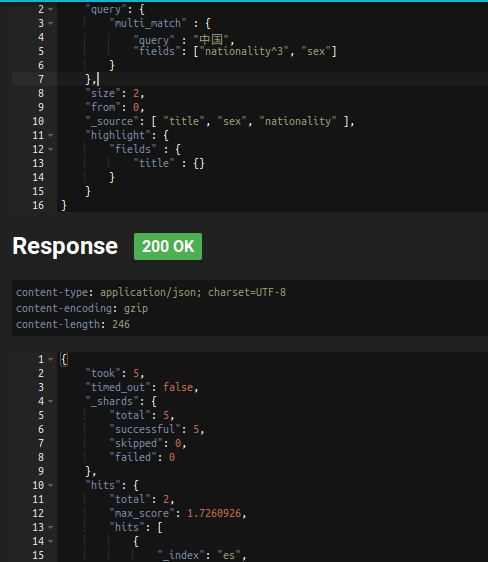 2 "query": {
3 "multi_match" : {
4 "query" : "中国",
5 "fields": ["nationality^3", "sex"]
6 }
7 },
8 "size": 2,
9 "from": 0,
10 "_source": [ "title", "sex", "nationality" ],
11 "highlight": {
12 "fields" : {
13 "title" : {}
14 }
15 }
16 }
Response 200 OK
content-type: application/json; charset=UTF-8
content-encoding: gzip
content-length: 246
1 {
2 "took": 5,
3 "timed_out": false,
4 "_shards": {
5 "total": 5,
6 "successful": 5,
7 "skipped": 0,
8 "failed": 0
9 },
10 "hits": {
11 "total": 2,
12 "max_score": 1.7260926,
13 "hits": [
14 {
15 "_index": "es",